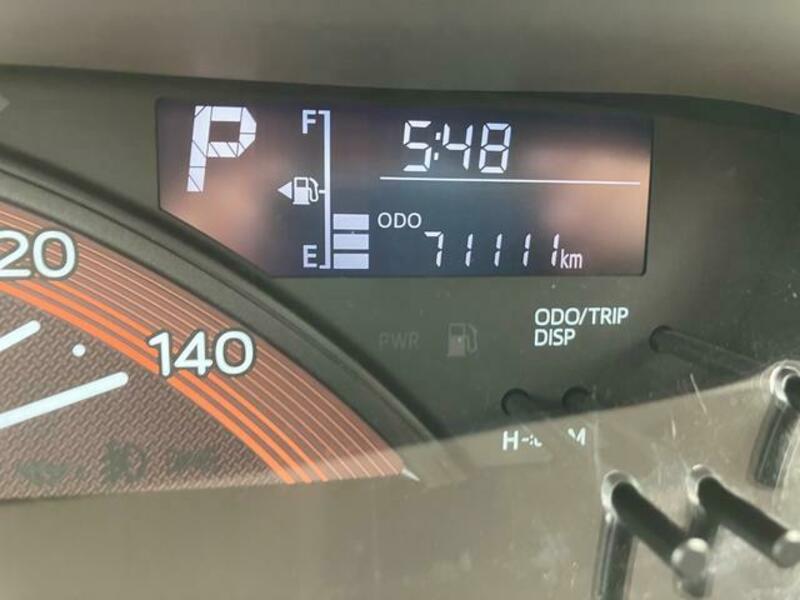 P
F
5:48
ODO
E
71111km
20
140
PWR
ODO/TRIP
DISP
H
M